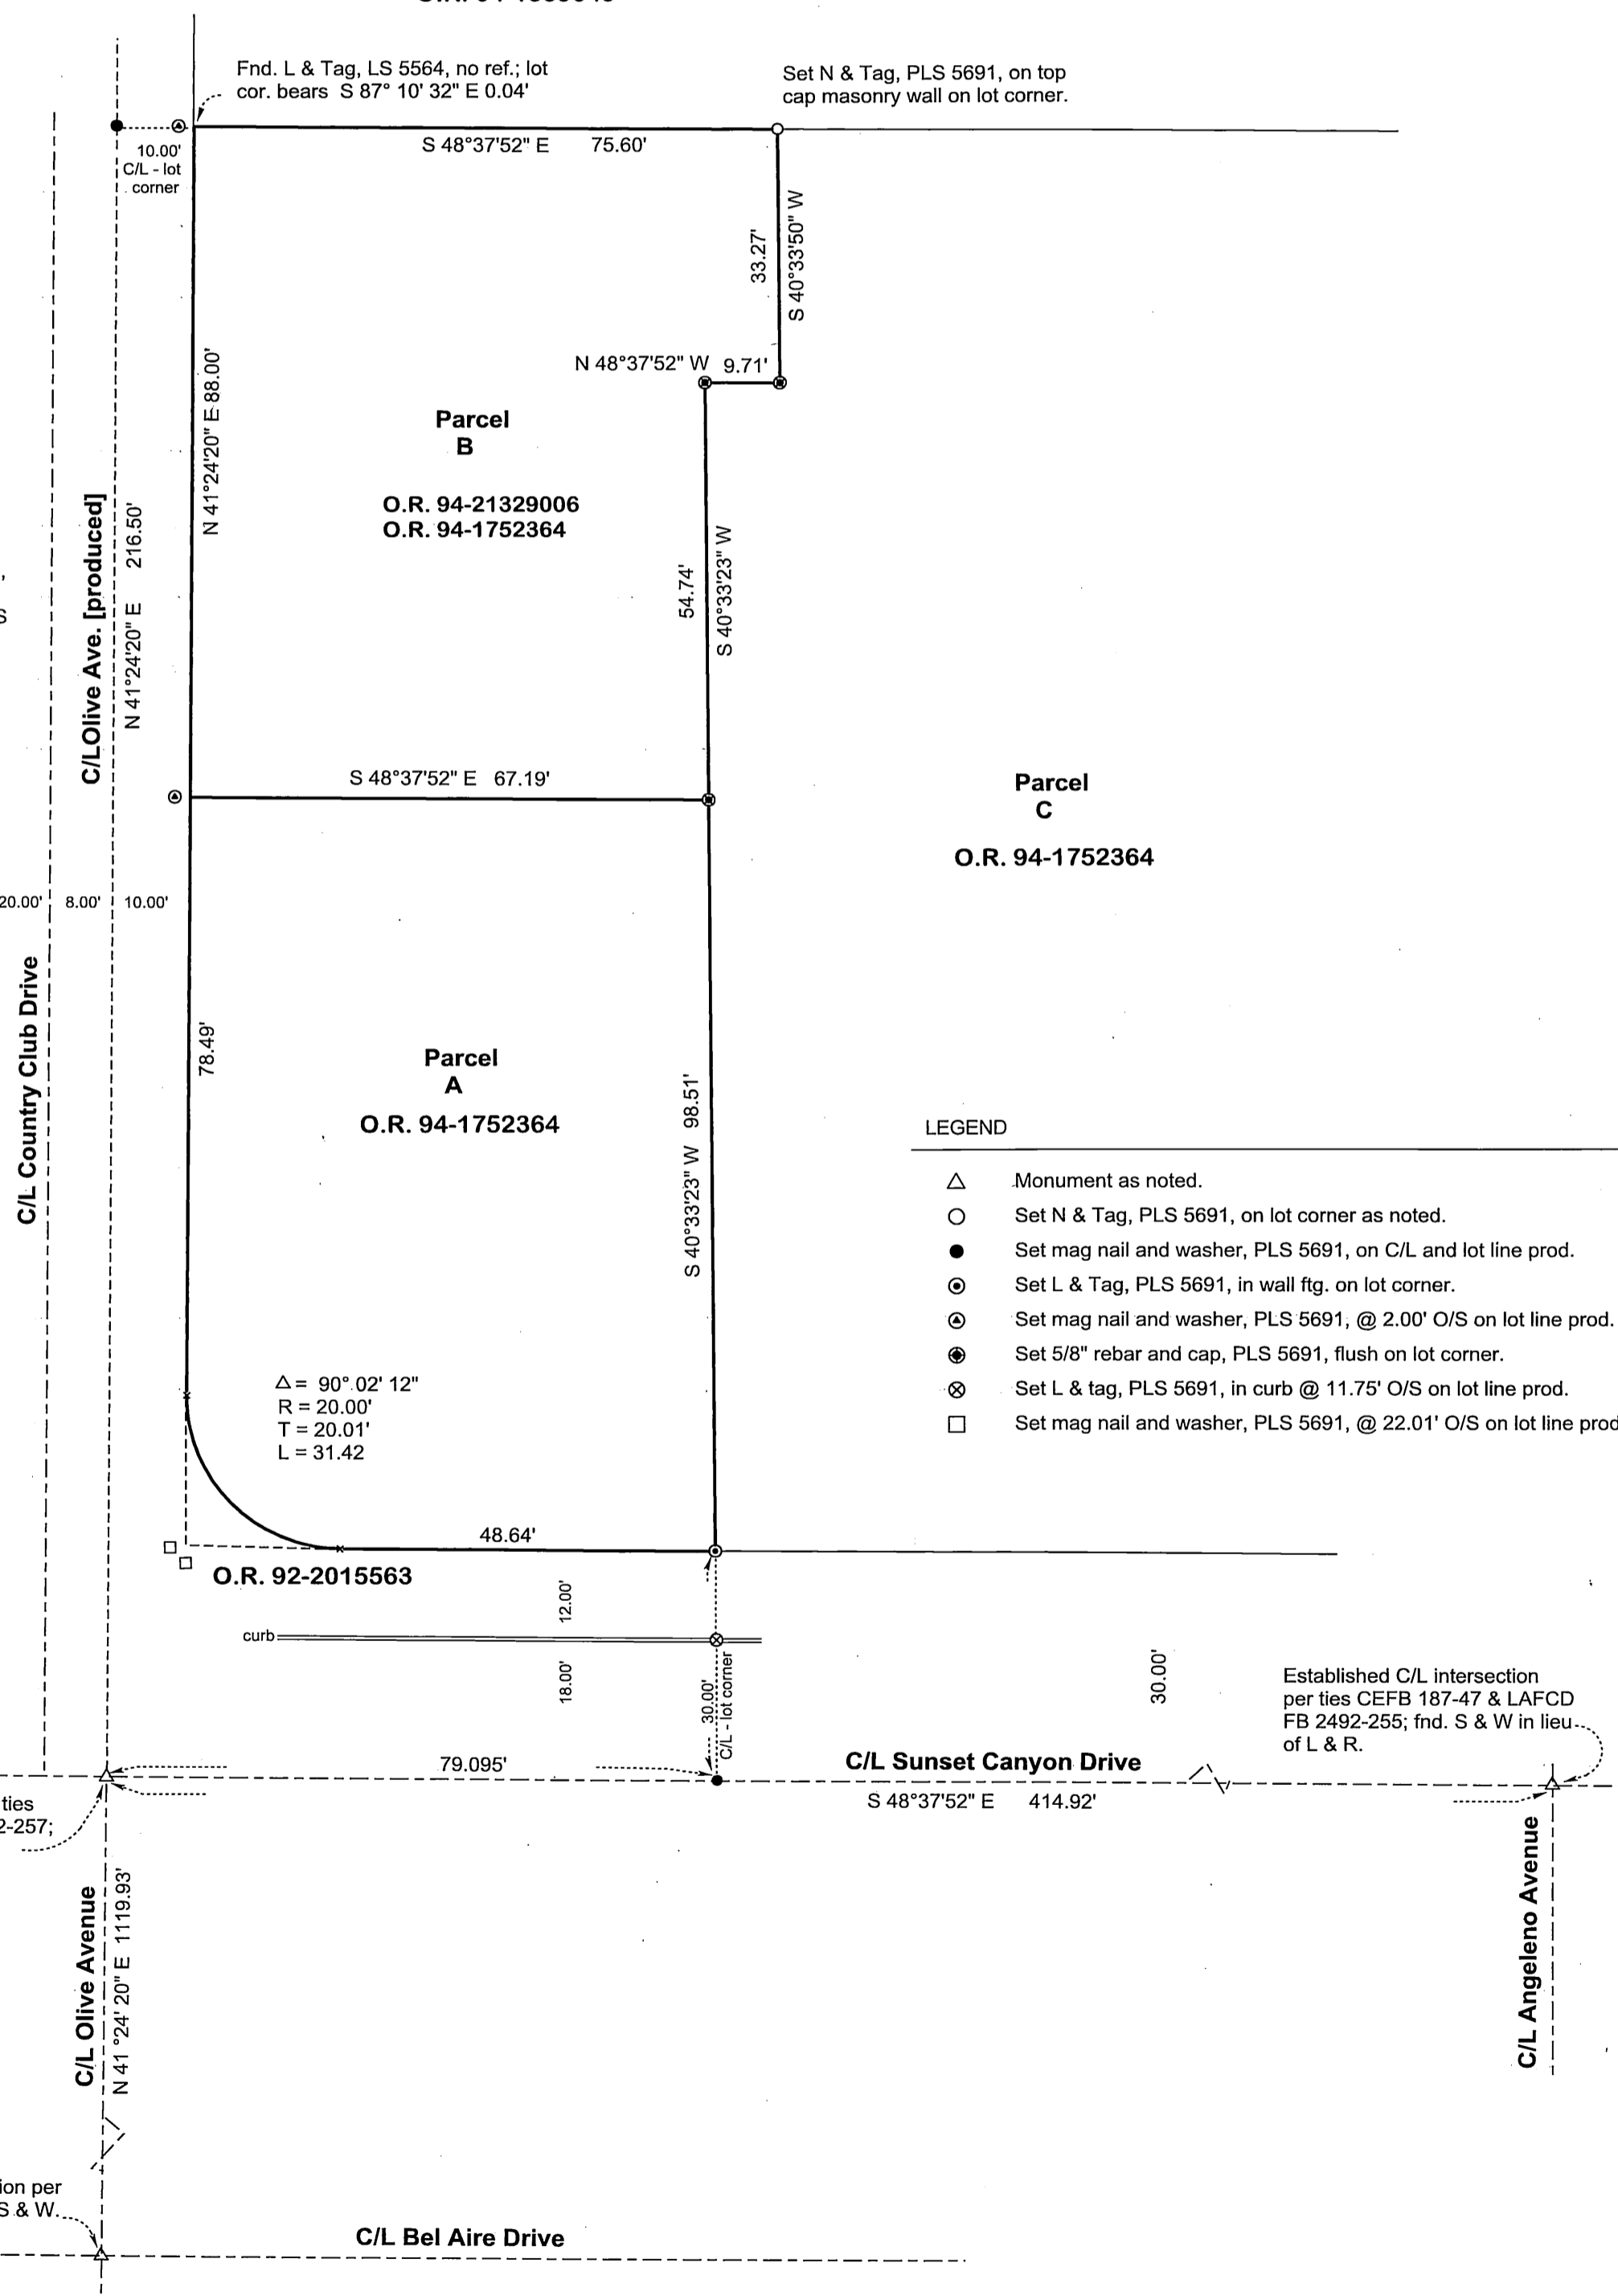 Fnd. L & Tag, LS 5564, no ref.; lot
cor. bears S 87° 10' 32" E 0.04'
Set N & Tag, PLS 5691, on top
cap masonry wall on lot corner.
10.00'
C/L - lot
corner
S 48°37'52" E 75.60'
33.27'
S 40°33'50" W
N 48°37'52" W 9.71'
N 41°24'20" E 88.00'
Parcel
B
O.R. 94-21329006
O.R. 94-1752364
C/L Olive Ave. [produced]
N 41°24'20" E 216.50'
54.74'
S 40°33'23" W
S 48°37'52" E 67.19'
Parcel
C
O.R. 94-1752364
20.00' 8.00' 10.00'
C/L Country Club Drive
78.49'
Parcel
A
O.R. 94-1752364
S 40°33'23" W 98.51'
LEGEND
Monument as noted.
Set N & Tag, PLS 5691, on lot corner as noted.
Set mag nail and washer, PLS 5691, on C/L and lot line prod.
Set L & Tag, PLS 5691, in wall ftg. on lot corner.
Set mag nail and washer, PLS 5691, @ 2.00' O/S on lot line prod.
Set 5/8" rebar and cap, PLS 5691, flush on lot corner.
Set L & tag, PLS 5691, in curb @ 11.75' O/S on lot line prod.
Set mag nail and washer, PLS 5691, @ 22.01' O/S on lot line prod
Δ = 90° 02' 12"
R = 20.00'
T = 20.01'
L = 31.42
48.64'
O.R. 92-2015563
12.00'
curb
18.00'
30.00'
C/L - lot corner
30.00'
Established C/L intersection
per ties CEFB 187-47 & LAFCD
FB 2492-255; fnd. S & W in lieu
of L & R.
79.095'
C/L Sunset Canyon Drive
S 48°37'52" E 414.92'
ties
2-257;
C/L Olive Avenue
N 41°24' 20" E 1119.93'
C/L Angeleno Avenue
ion per
S & W.
C/L Bel Aire Drive